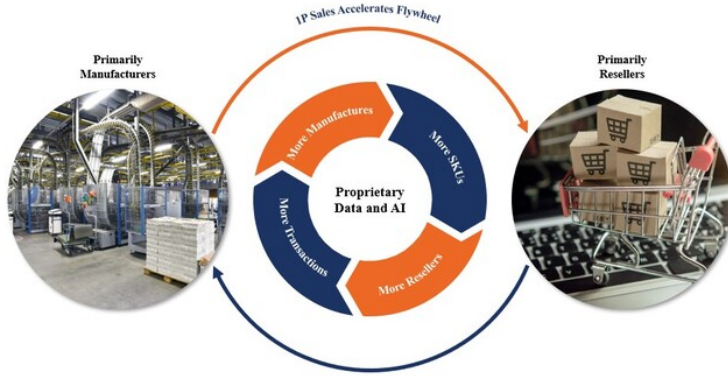 1P Sales Accelerates Flywheel
Primarily
Manufacturers
Primarily
Resellers
More Manufactures
More SKUs
Proprietary
Data and AI
More Transactions
More Resellers